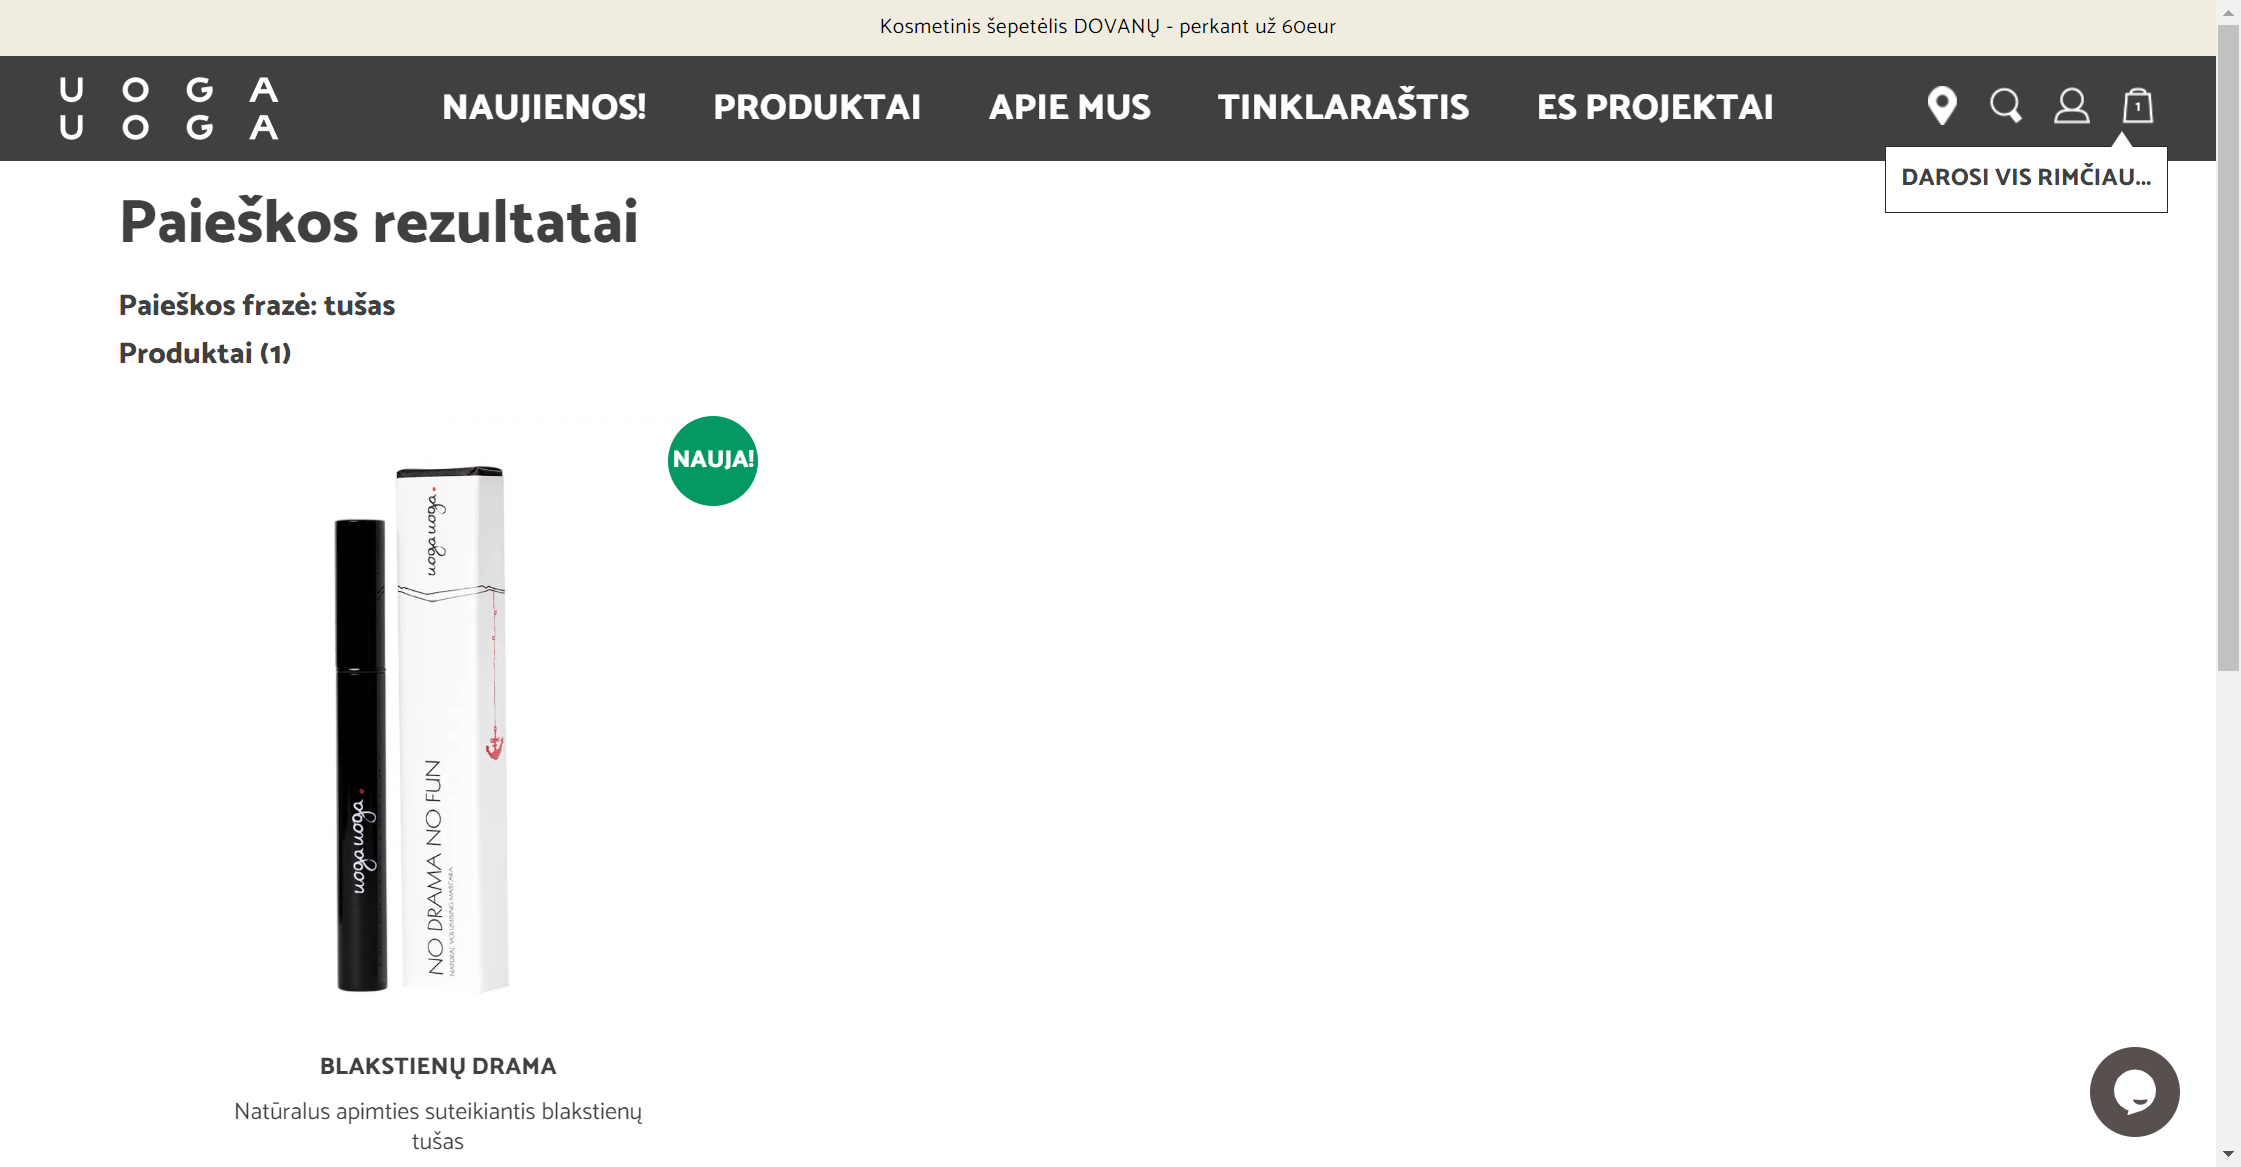 Kosmetinis šepetėlis DOVANŲ - perkant už 60eur
UOGA
UOGA
NAUJIENOS!
PRODUKTAI
APIE MUS
TINKLARAŠTIS
ES PROJEKTAI
1
DAROSI VIS RIMČIAU...
Paieškos rezultatai
Paieškos frazė: tušas
Produktai (1)
NAUJA!
uoga uoga
uoga uoga
NO DRAMA NO FUN
NATURAL VOLUMISING MASCARA
BLAKSTIENŲ DRAMA
Natūralus apimties suteikiantis blakstienų
tušas